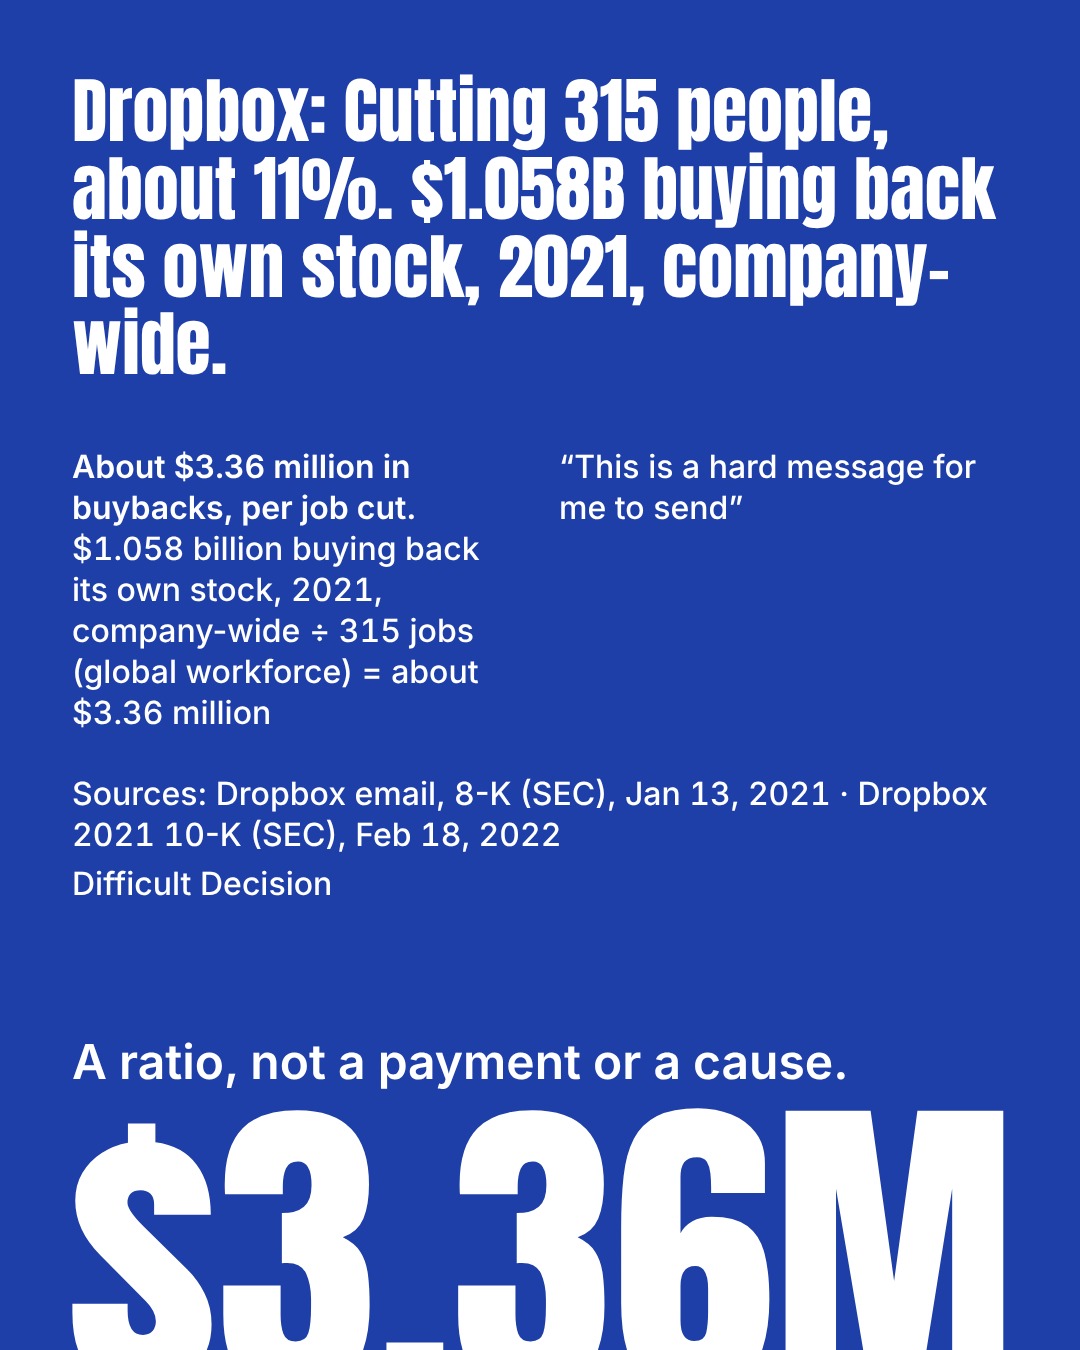 Dropbox: Cutting 315 people,
about 11%. $1.058B buying back
its own stock, 2021, company-
wide.
About $3.36 million in
buybacks, per job cut.
$1.058 billion buying back
its own stock, 2021,
company-wide ÷ 315 jobs
(global workforce) = about
$3.36 million
“This is a hard message for
me to send”
Sources: Dropbox email, 8-K (SEC), Jan 13, 2021 · Dropbox
2021 10-K (SEC), Feb 18, 2022
Difficult Decision
A ratio, not a payment or a cause.
$3.36M